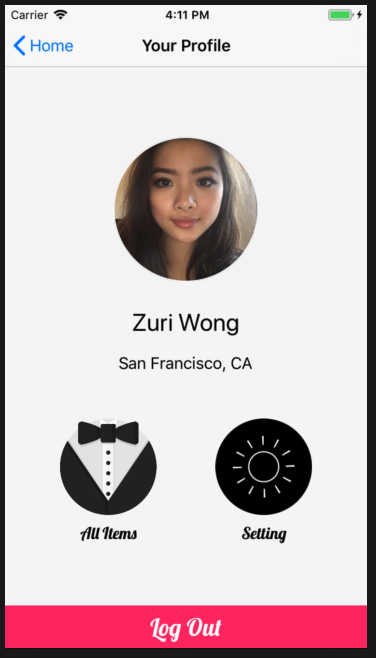 Carrier 4:11 PM
Home Your Profile
Zuri Wong
San Francisco, CA
All Items Setting
Log Out